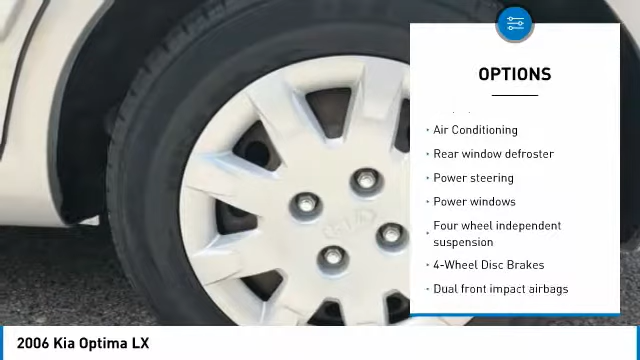 OPTIONS
Air Conditioning
Rear window defroster
Power steering
Power windows
Four wheel independent
suspension
4-Wheel Disc Brakes
Dual front impact airbags
KIA
2006 Kia Optima LX